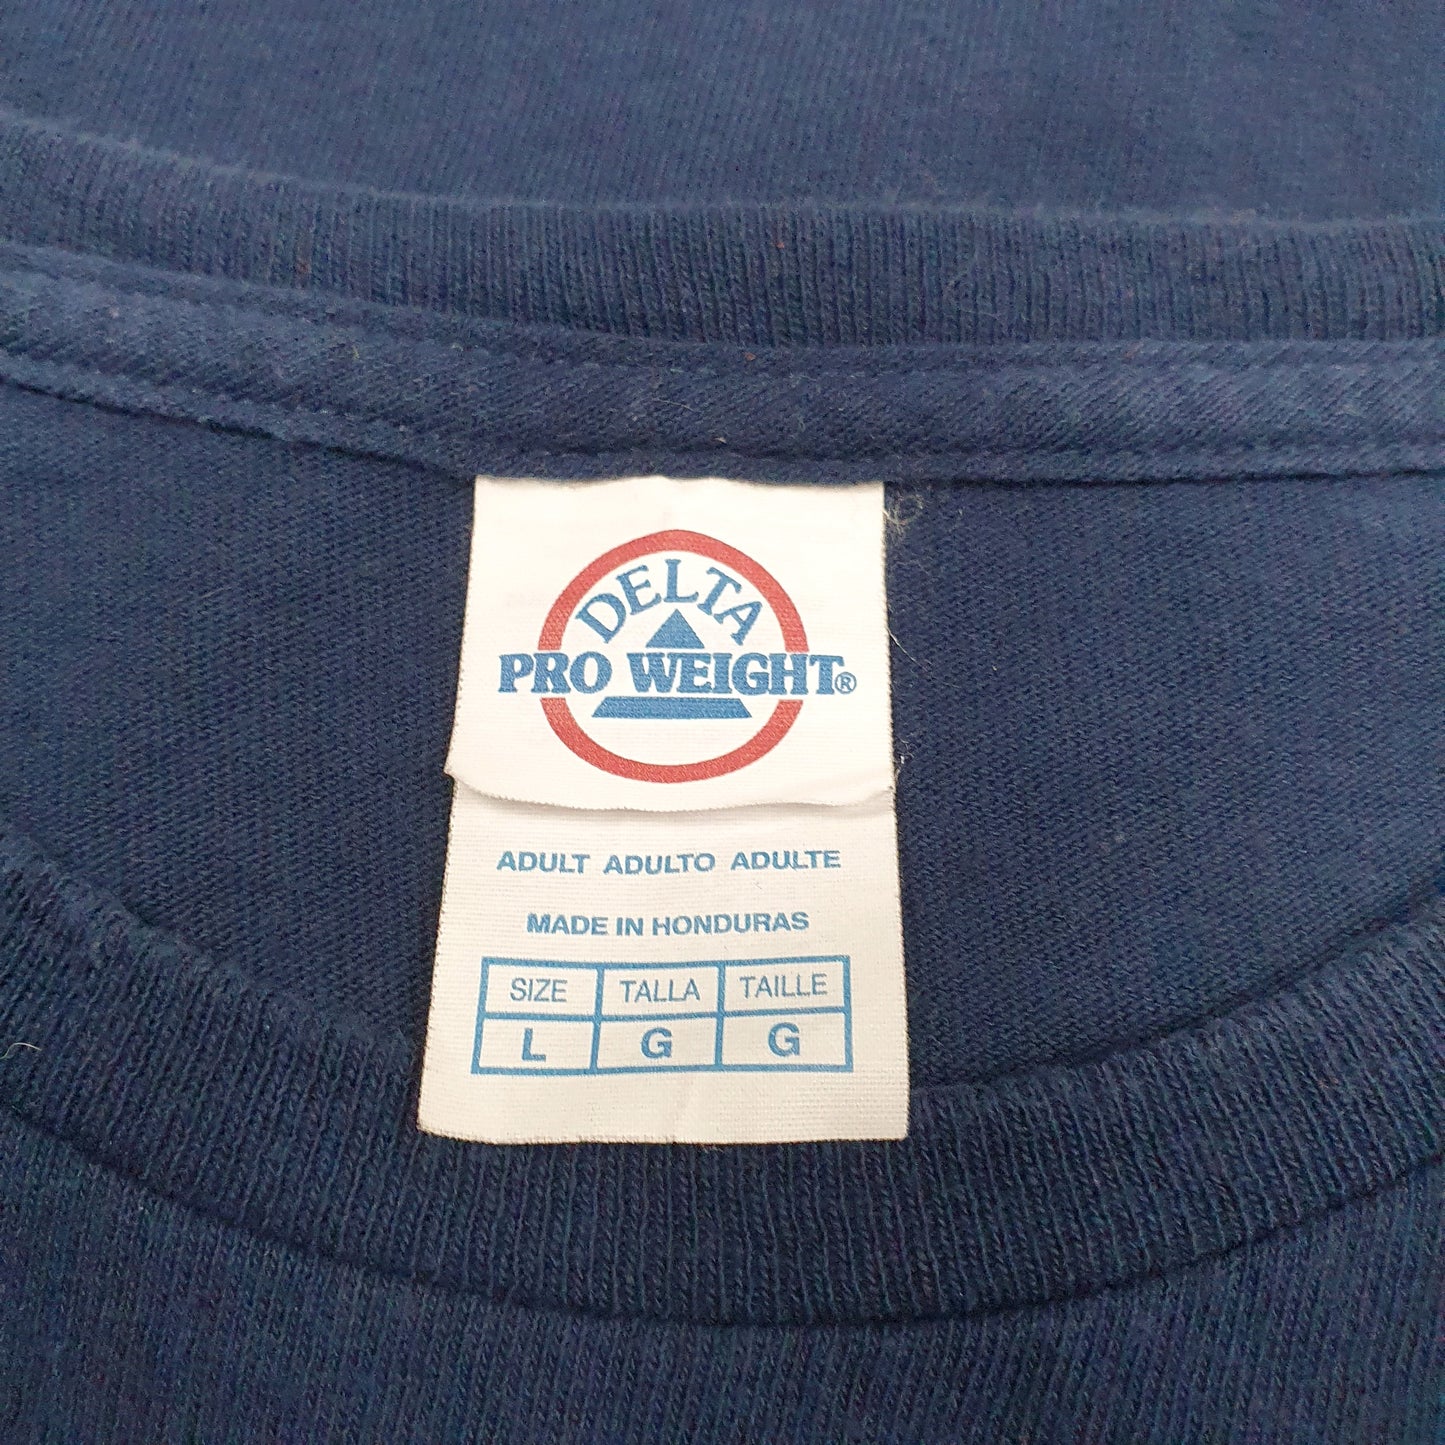 DELTA
PRO WEIGHT®
ADULT ADULTO ADULTE
MADE IN HONDURAS
SIZE TALLA TAILLE
L G G